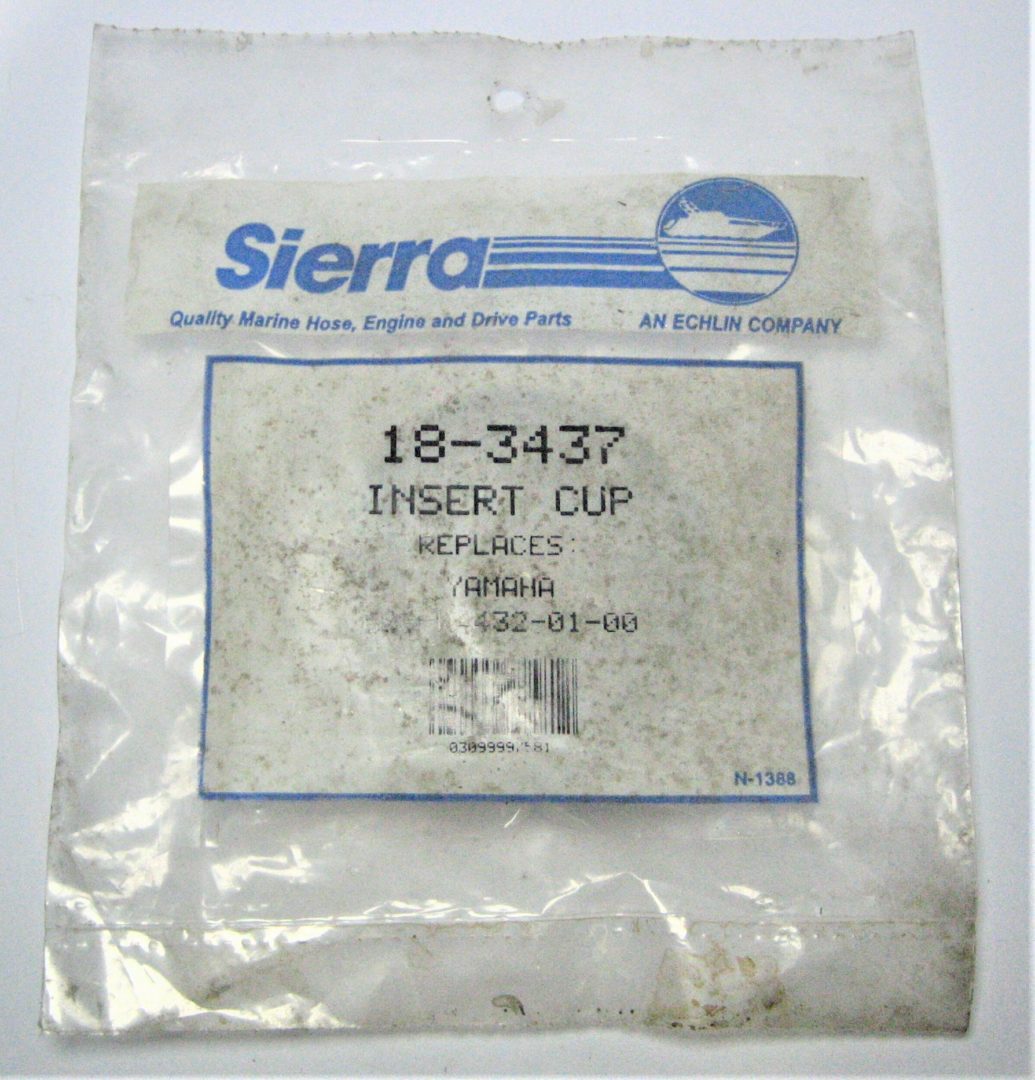 Sierra
Quality Marine Hose, Engine and Drive Parts
AN ECHLIN COMPANY
18-3437
INSERT CUP
REPLACES:
YAMAHA
432-01-00
N-1388